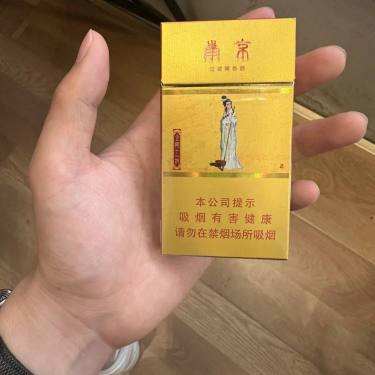 南京
本公司提示
吸烟有害健康
请勿在禁烟场所吸烟